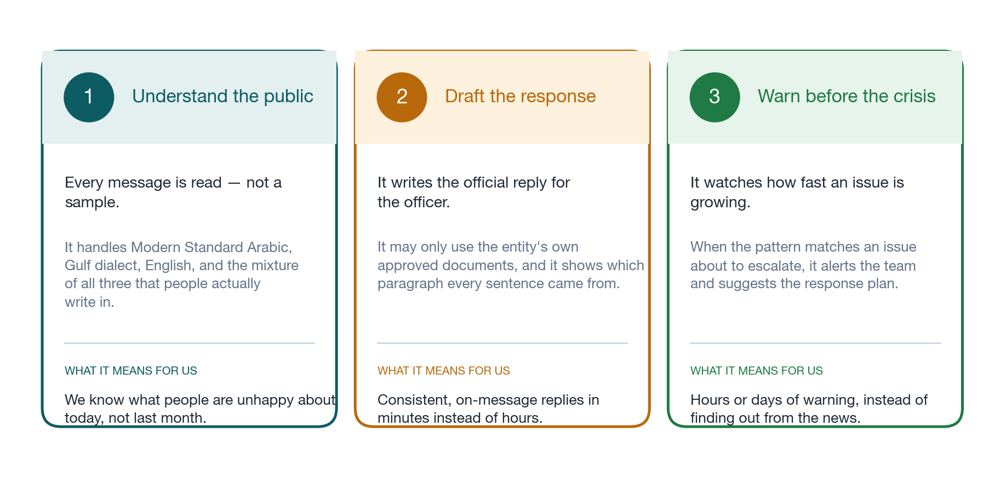 1
Understand the public
Every message is read — not a
sample.
It handles Modern Standard Arabic,
Gulf dialect, English, and the mixture
of all three that people actually
write in.
WHAT IT MEANS FOR US
We know what people are unhappy about
today, not last month.
2
Draft the response
It writes the official reply for
the officer.
It may only use the entity's own
approved documents, and it shows which
paragraph every sentence came from.
WHAT IT MEANS FOR US
Consistent, on-message replies in
minutes instead of hours.
3
Warn before the crisis
It watches how fast an issue is
growing.
When the pattern matches an issue
about to escalate, it alerts the team
and suggests the response plan.
WHAT IT MEANS FOR US
Hours or days of warning, instead of
finding out from the news.